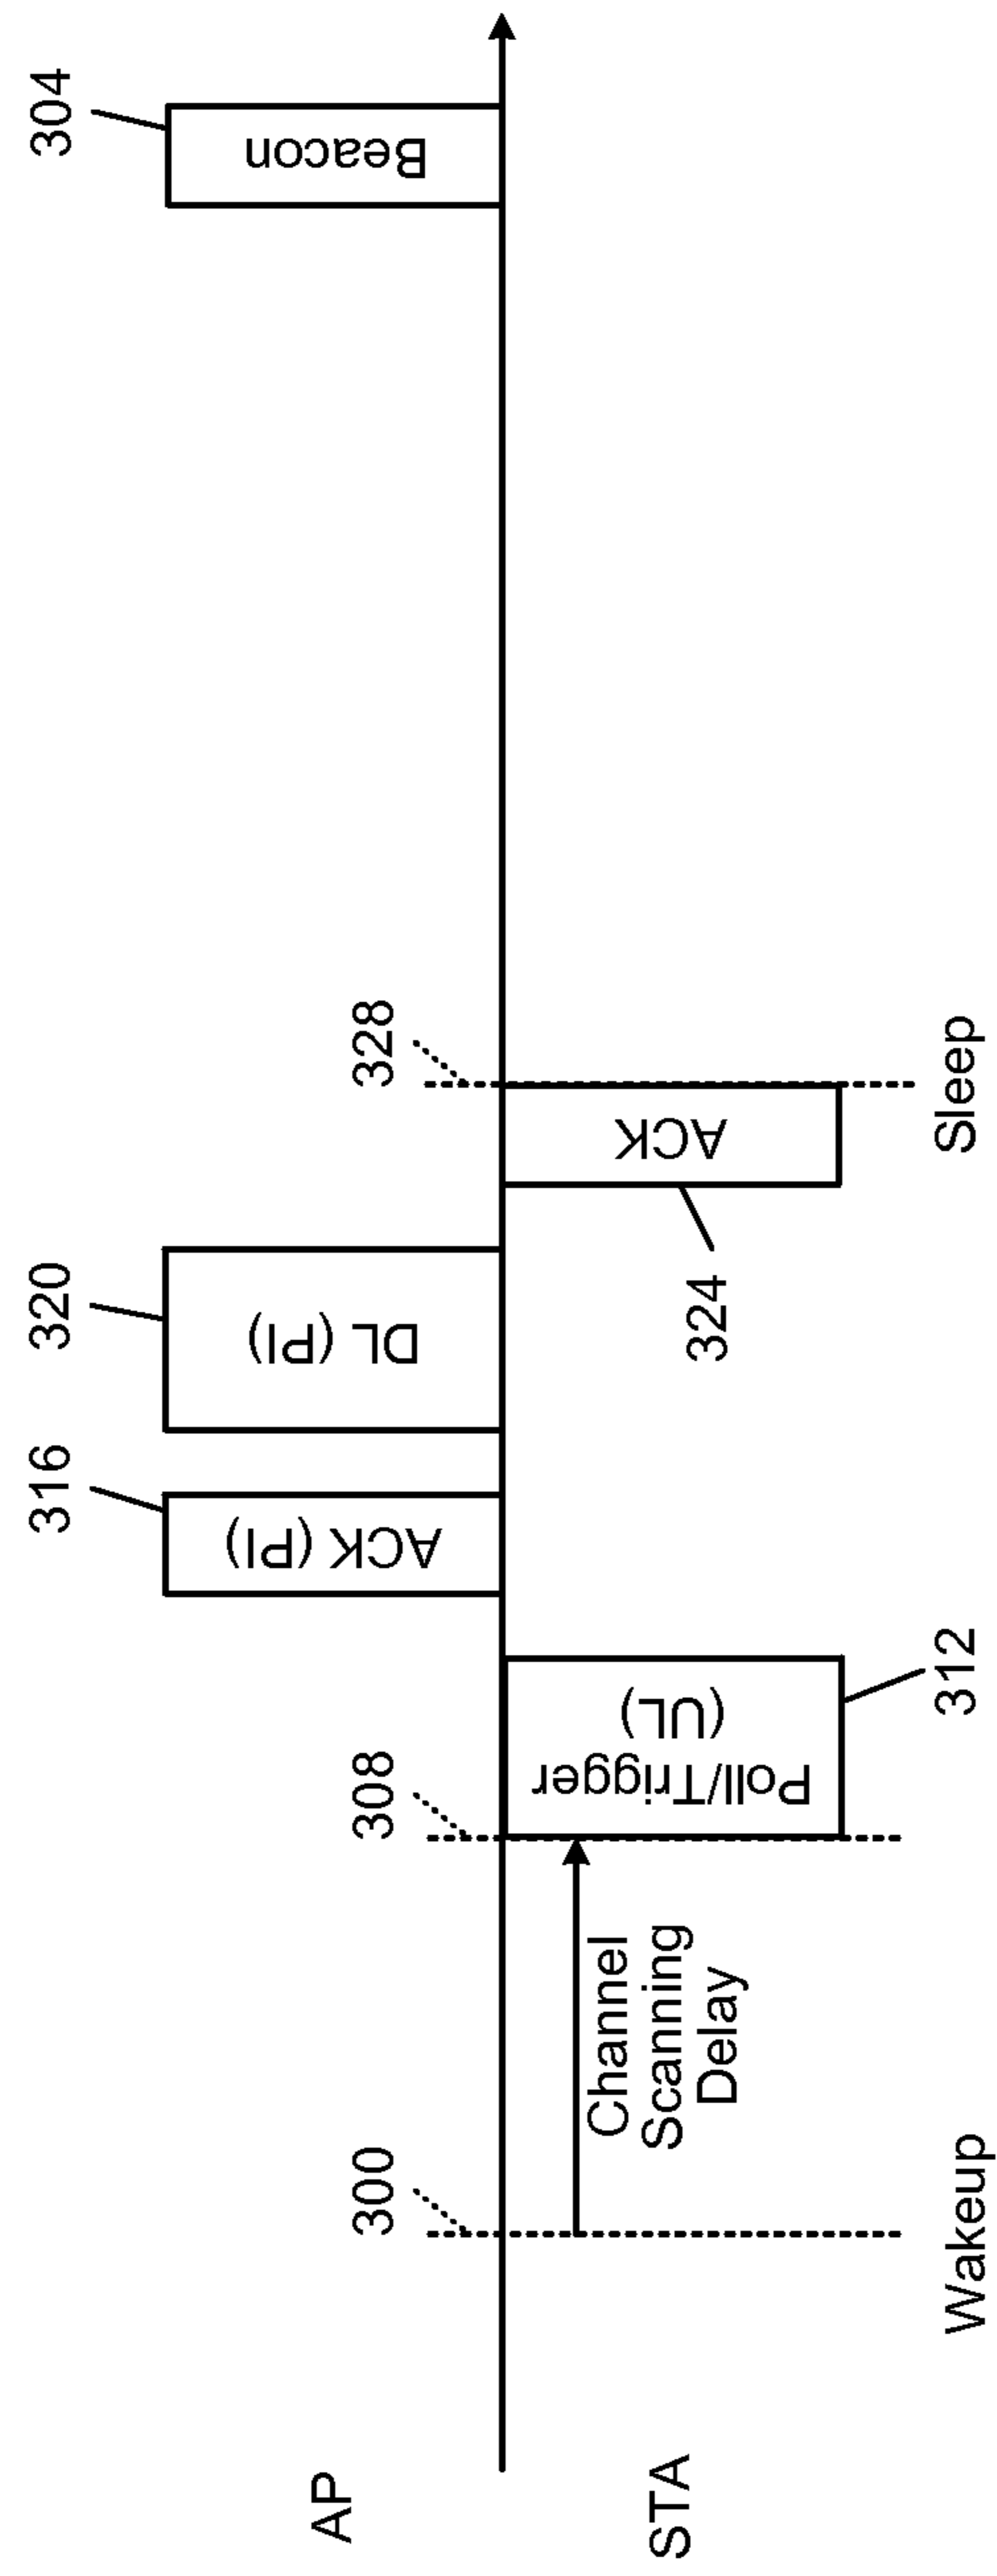 AP
STA
300
Wakeup
Channel
Scanning
Delay
308
Poll/Trigger
(UL)
312
316
ACK (PI)
320
DL (PI)
324
ACK
328
Sleep
304
Beacon